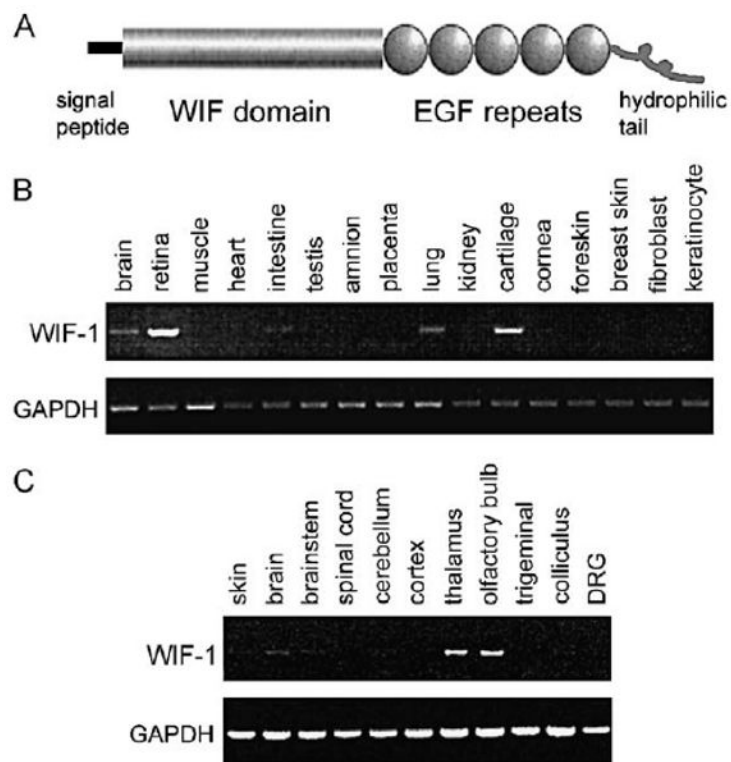 A
signal
peptide
WIF domain
EGF repeats
hydrophilic
tail
B
brain
retina
muscle
heart
intestine
testis
amnion
placenta
lung
kidney
cartilage
cornea
foreskin
breast skin
fibroblast
keratinocyte
WIF-1
GAPDH
C
skin
brain
brainstem
spinal cord
cerebellum
cortex
thalamus
olfactory bulb
trigeminal
colliculus
DRG
WIF-1
GAPDH